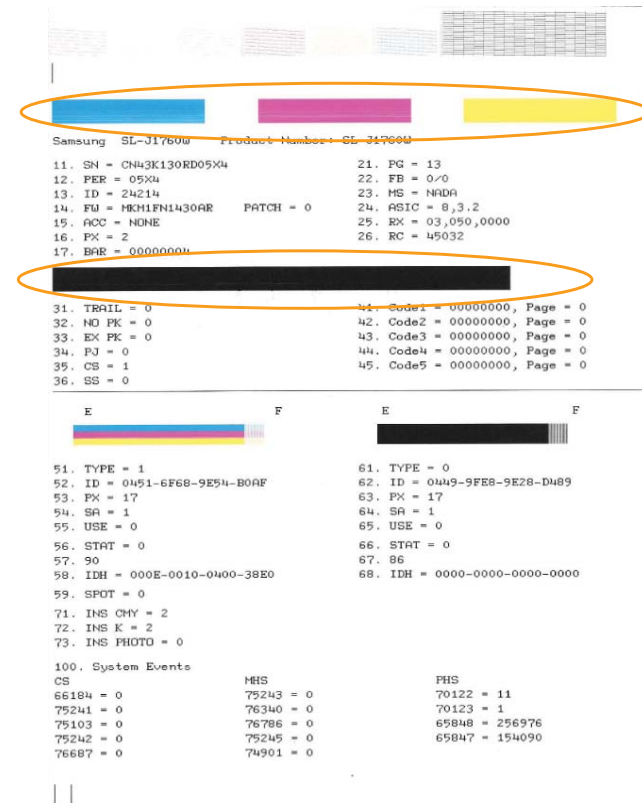 Samsung SL-J1760W Product Number: SL-J1760W
11. SN = CN43K130RD05X4
12. PER = 05X4
13. ID = 24214
14. FW = MKM1FN1430AR PATCH = 0
15. ACC = NONE
16. PX = 2
17. BAR = 00000004
21. PG = 13
22. FB = 0/0
23. MS = NADA
24. ASIC = 8,3.2
25. RX = 03,050,0000
26. RC = 45032
31. TRAIL = 0
32. NO PK = 0
33. EX PK = 0
34. PJ = 0
35. CS = 1
36. SS = 0
41. Code1 = 00000000, Page = 0
42. Code2 = 00000000, Page = 0
43. Code3 = 00000000, Page = 0
44. Code4 = 00000000, Page = 0
45. Code5 = 00000000, Page = 0
E F
51. TYPE = 1
52. ID = 0451-6F68-9E54-B0AF
53. PX = 17
54. SA = 1
55. USE = 0
56. STAT = 0
57. 90
58. IDH = 000E-0010-0400-38E0
59. SPOT = 0
71. INS CMY = 2
72. INS K = 2
73. INS PHOTO = 0
E F
61. TYPE = 0
62. ID = 0449-9FE8-9E28-D489
63. PX = 17
64. SA = 1
65. USE = 0
66. STAT = 0
67. 86
68. IDH = 0000-0000-0000-0000
100. System Events
CS
66184 = 0
75241 = 0
75103 = 0
75242 = 0
76687 = 0
MHS
75243 = 0
76340 = 0
76786 = 0
75245 = 0
74901 = 0
PHS
70122 = 11
70123 = 1
65848 = 256976
65847 = 154090